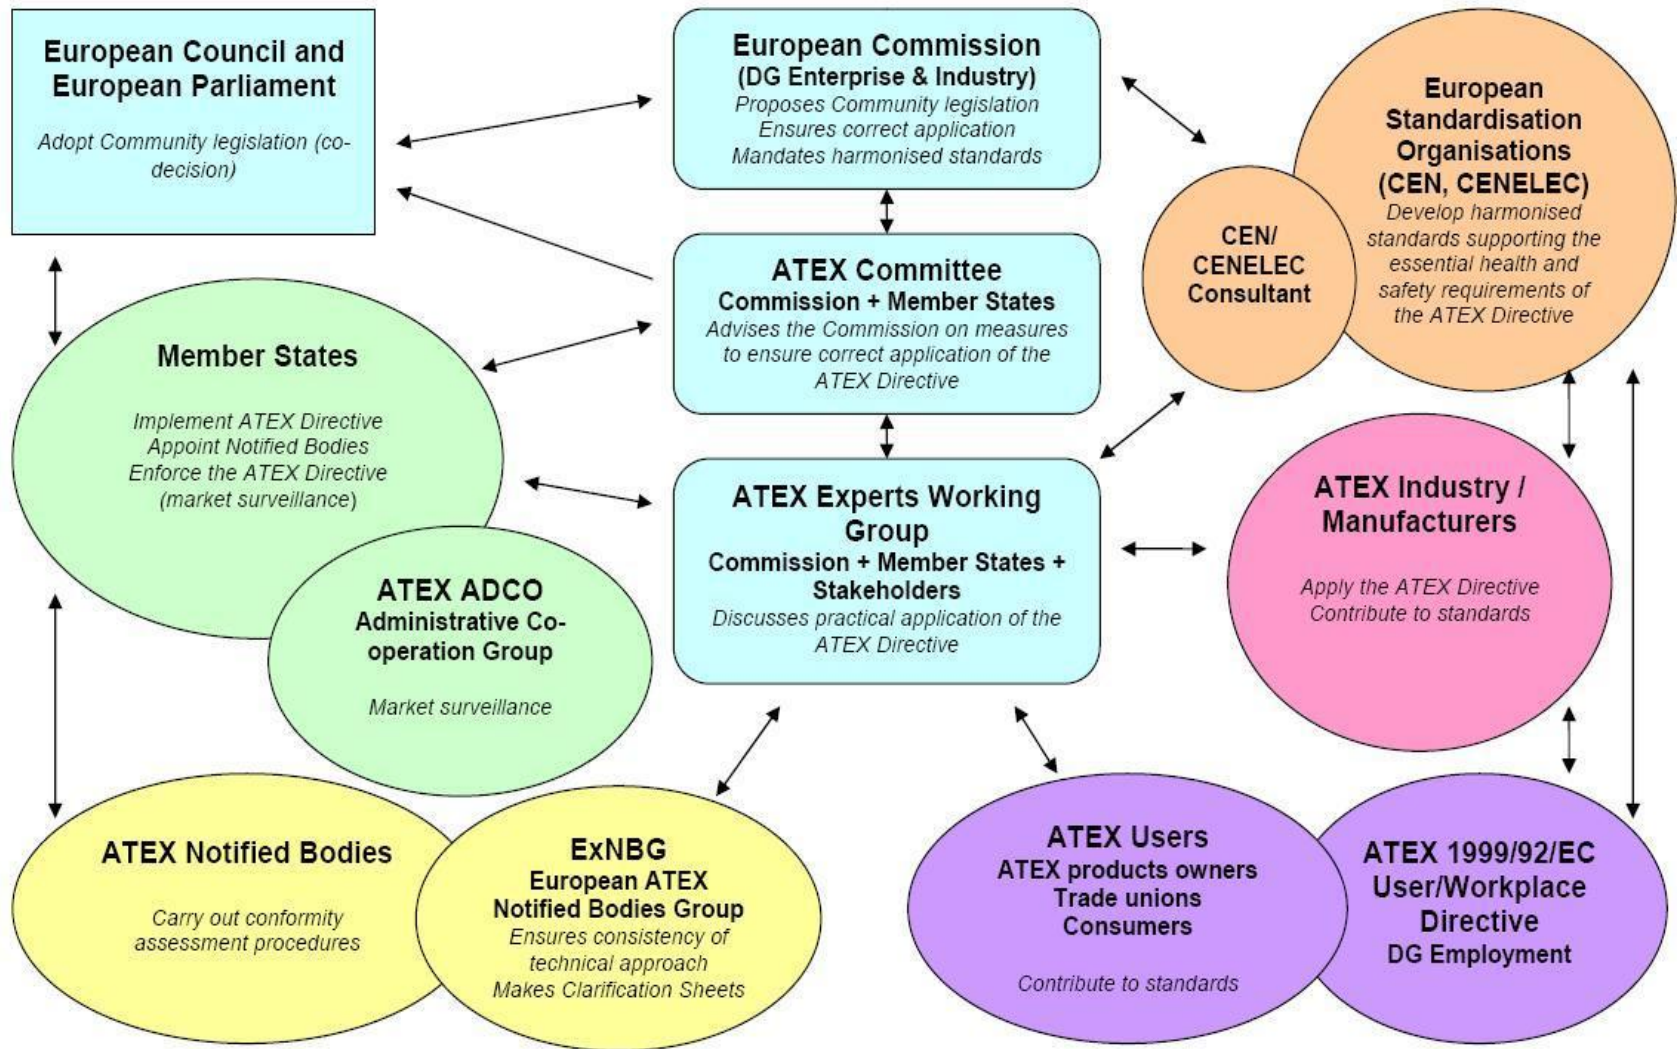 European Council and
European Parliament
Adopt Community legislation (co-
decision)
European Commission
(DG Enterprise & Industry)
Proposes Community legislation
Ensures correct application
Mandates harmonised standards
European
Standardisation
Organisations
(CEN, CENELEC)
Develop harmonised
standards supporting the
essential health and
safety requirements of
the ATEX Directive
CEN/
CENELEC
Consultant
ATEX Committee
Commission + Member States
Advises the Commission on measures
to ensure correct application of the
ATEX Directive
Member States
Implement ATEX Directive
Appoint Notified Bodies
Enforce the ATEX Directive
(market surveillance)
ATEX Experts Working
Group
Commission + Member States +
Stakeholders
Discusses practical application of the
ATEX Directive
ATEX Industry /
Manufacturers
Apply the ATEX Directive
Contribute to standards
ATEX ADCO
Administrative Co-
operation Group
Market surveillance
ATEX Notified Bodies
Carry out conformity
assessment procedures
ExNBG
European ATEX
Notified Bodies Group
Ensures consistency of
technical approach
Makes Clarification Sheets
ATEX Users
ATEX products owners
Trade unions
Consumers
Contribute to standards
ATEX 1999/92/EC
User/Workplace
Directive
DG Employment